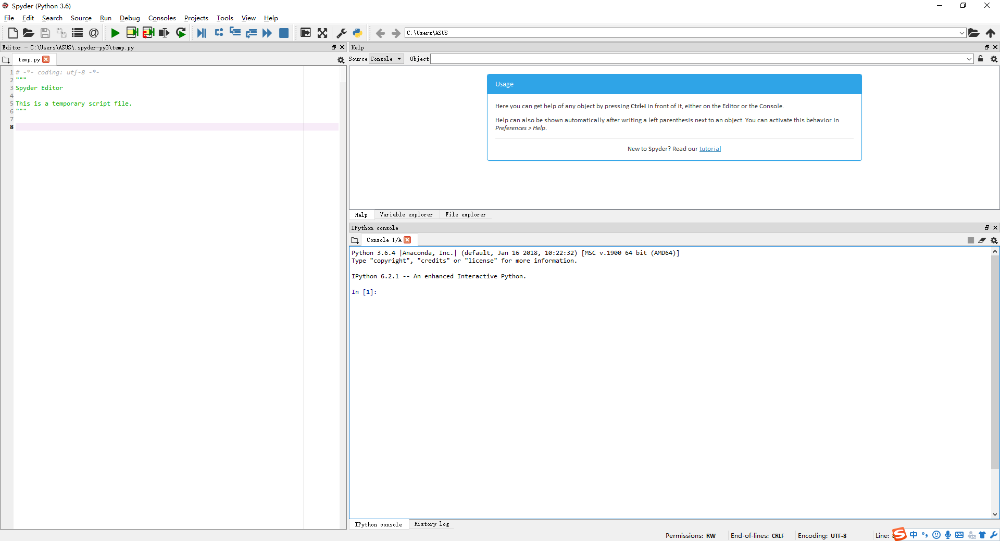 Spyder (Python 3.6)
File Edit Search Source Run Debug Consoles Projects Tools View Help
C:\Users\ASUS
Editor - C:\Users\ASUS\.spyder-py3\temp.py
temp.py
1 # -*- coding: utf-8 -*-
2 """
3 Spyder Editor
4
5 This is a temporary script file.
6 """
7
8
Help
Source Console Object
Usage
Here you can get help of any object by pressing Ctrl+I in front of it, either on the Editor or the Console.
Help can also be shown automatically after writing a left parenthesis next to an object. You can activate this behavior in
Preferences > Help.
New to Spyder? Read our tutorial
Help Variable explorer File explorer
IPython console
Console 1/A
Python 3.6.4 |Anaconda, Inc.| (default, Jan 16 2018, 10:22:32) [MSC v.1900 64 bit (AMD64)]
Type "copyright", "credits" or "license" for more information.
IPython 6.2.1 -- An enhanced Interactive Python.
In [1]:
IPython console History log
Permissions: RW End-of-lines: CRLF Encoding: UTF-8 Line: 中